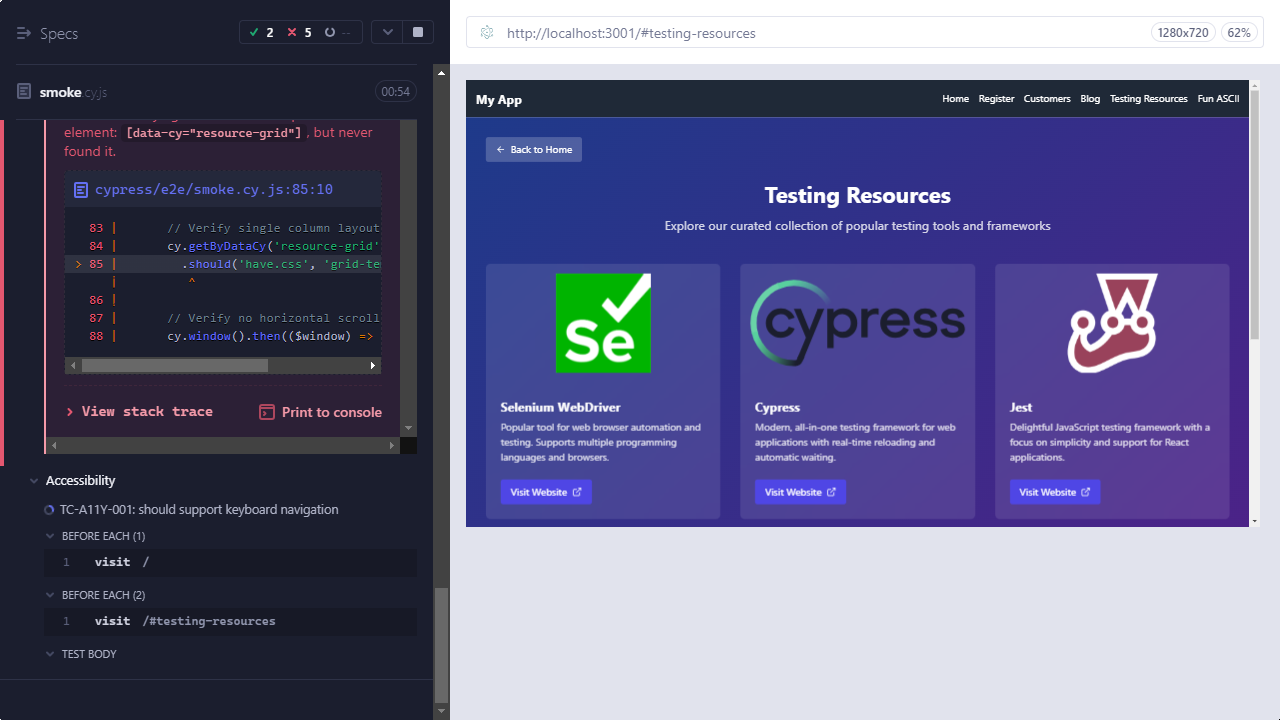 Specs
2
5
--
smoke.cy.js
00:54
element: [data-cy="resource-grid"], but never
found it.
cypress/e2e/smoke.cy.js:85:10
83 | // Verify single column layout
84 | cy.getByDataCy('resource-grid'
> 85 | .should('have.css', 'grid-te
| ^
86 |
87 | // Verify no horizontal scroll
88 | cy.window().then(($window) =>
View stack trace
Print to console
Accessibility
TC-A11Y-001: should support keyboard navigation
BEFORE EACH (1)
1 visit /
BEFORE EACH (2)
1 visit /#testing-resources
TEST BODY
http://localhost:3001/#testing-resources
1280x720
62%
My App
Home Register Customers Blog Testing Resources Fun ASCII
← Back to Home
Testing Resources
Explore our curated collection of popular testing tools and frameworks
Se
Selenium WebDriver
Popular tool for web browser automation and
testing. Supports multiple programming
languages and browsers.
Visit Website
cypress
Cypress
Modern, all-in-one testing framework for web
applications with real-time reloading and
automatic waiting.
Visit Website
Jest
Delightful JavaScript testing framework with a
focus on simplicity and support for React
applications.
Visit Website